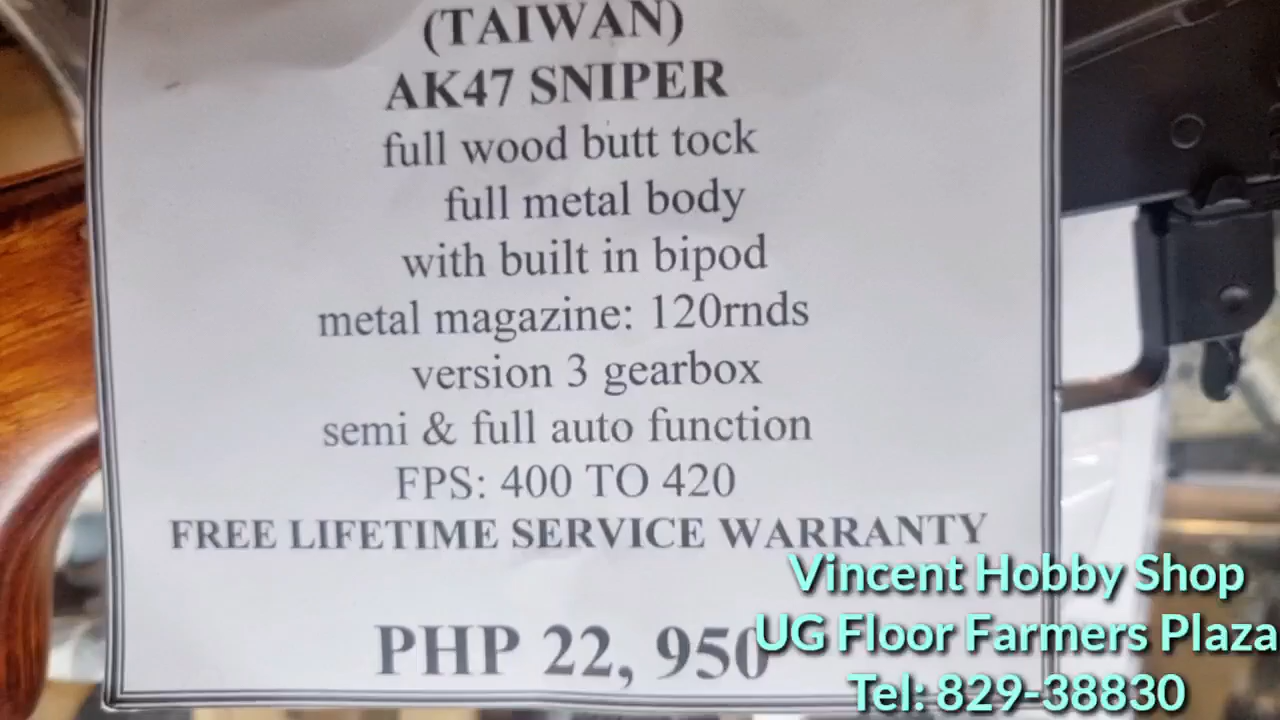 (TAIWAN)
AK47 SNIPER
full wood butt tock
full metal body
with built in bipod
metal magazine: 120rnds
version 3 gearbox
semi & full auto function
FPS: 400 TO 420
FREE LIFETIME SERVICE WARRANTY
PHP 22, 950
Vincent Hobby Shop
UG Floor Farmers Plaza
Tel: 829-38830